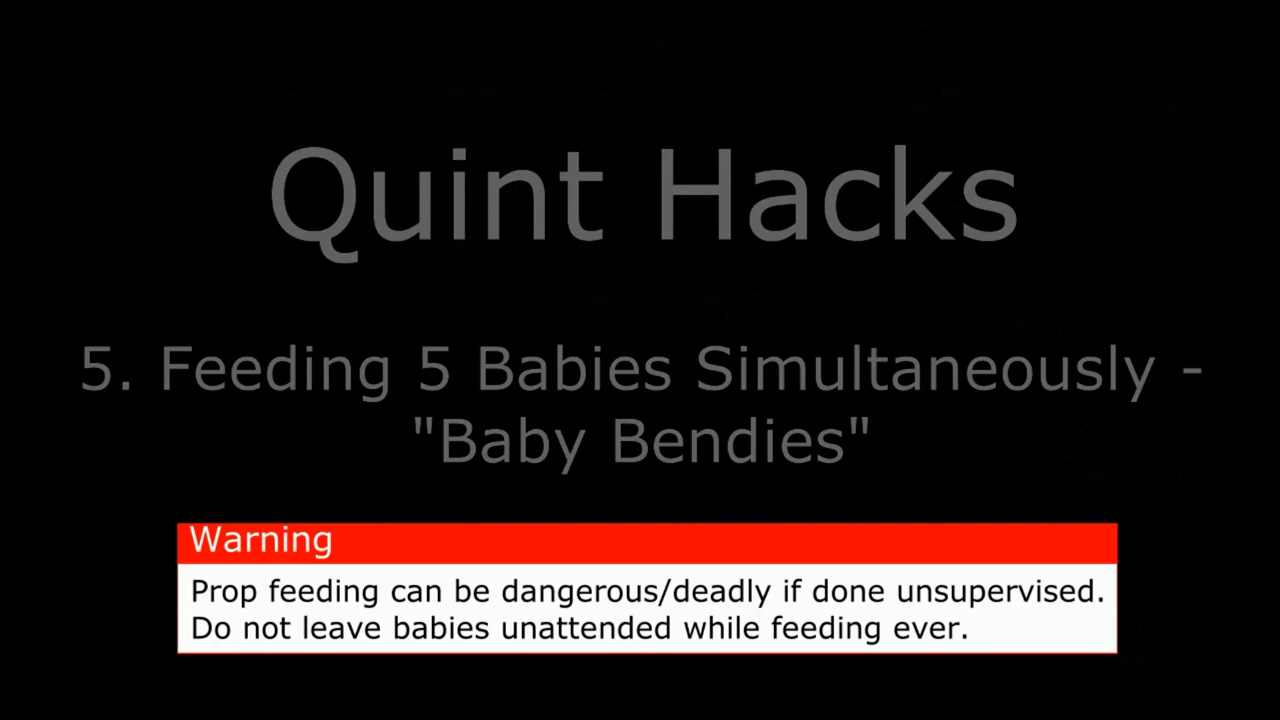 Quint Hacks
5. Feeding 5 Babies Simultaneously -
"Baby Bendies"
Warning
Prop feeding can be dangerous/deadly if done unsupervised.
Do not leave babies unattended while feeding ever.